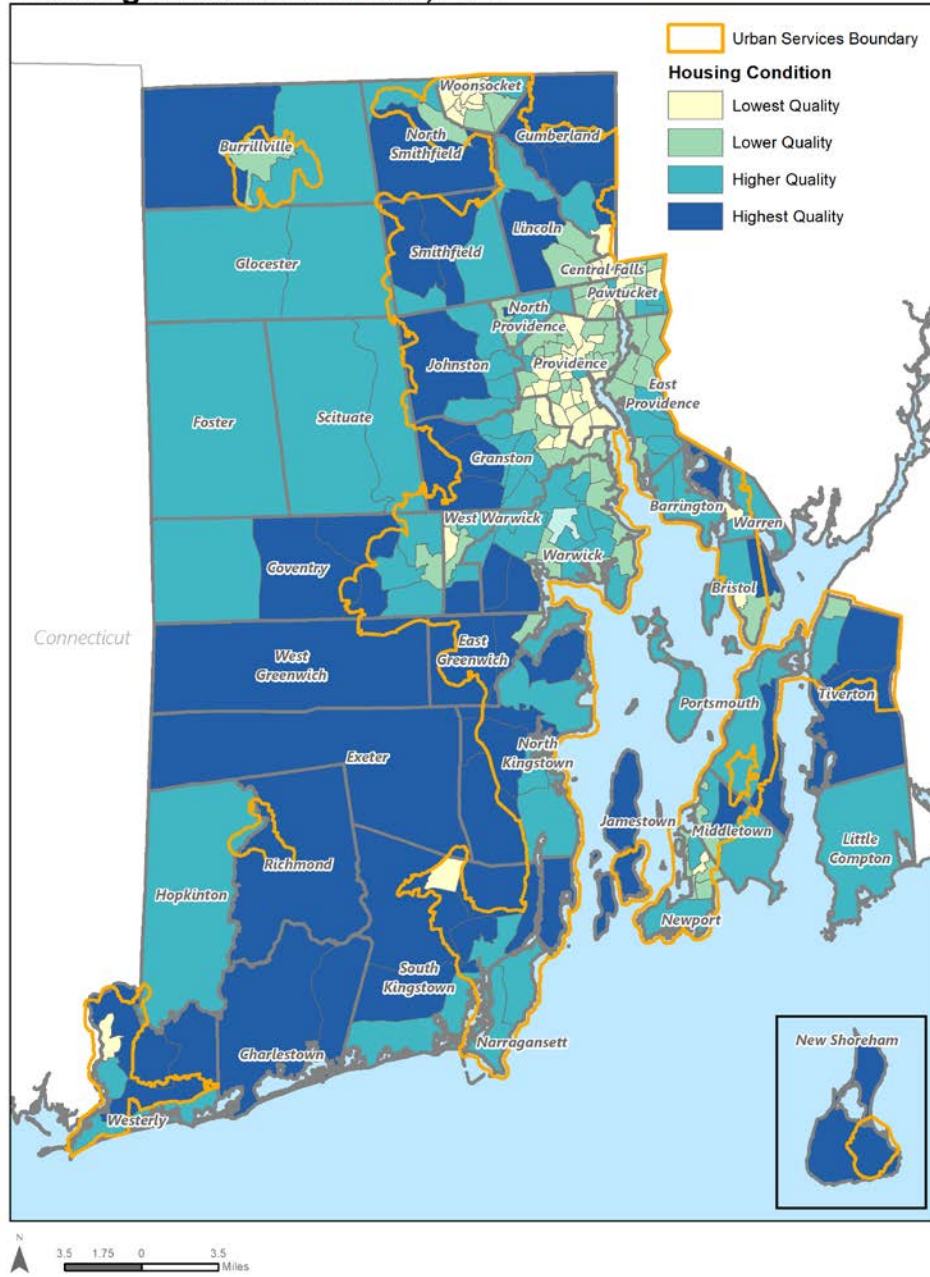 Urban Services Boundary
Housing Condition
Lowest Quality
Lower Quality
Higher Quality
Highest Quality
Woonsocket
Burrillville
North
Smithfield
Cumberland
Glocester
Smithfield
Lincoln
Central Falls
Pawtucket
North
Providence
Johnston
Providence
East
Providence
Foster
Scituate
Cranston
West Warwick
Barrington
Warren
Coventry
Warwick
Bristol
Connecticut
West
Greenwich
East
Greenwich
Tiverton
Portsmouth
Exeter
North
Kingstown
Jamestown
Middletown
Little
Compton
Richmond
Hopkinton
Newport
South
Kingstown
Narragansett
Charlestown
Westerly
New Shoreham
N
3.5 1.75 0 3.5
Miles